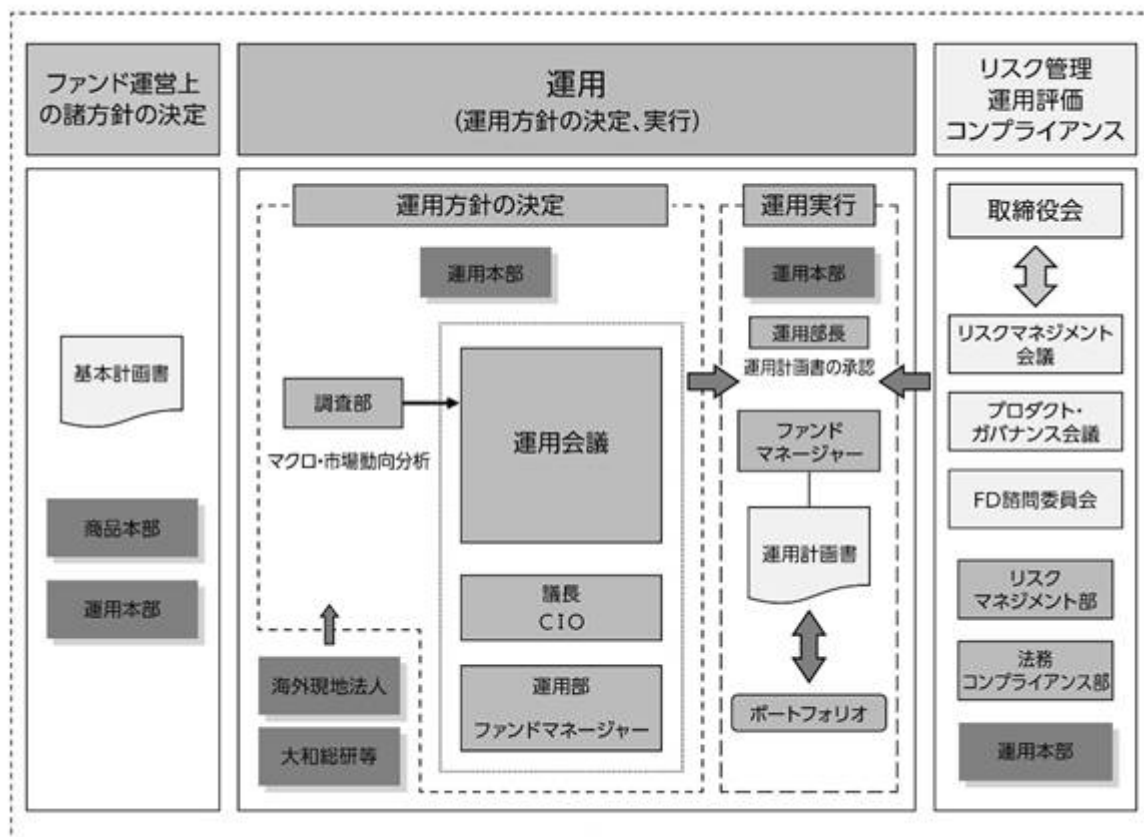 ファンド運営上
の諸方針の決定
運用
(運用方針の決定、実行)
リスク管理
運用評価
コンプライアンス
基本計画書
商品本部
運用本部
運用方針の決定
運用本部
調査部
マクロ・市場動向分析
運用会議
議長
CIO
運用部
ファンドマネージャー
海外現地法人
大和総研等
運用実行
運用本部
運用部長
運用計画書の承認
ファンド
マネージャー
運用計画書
ポートフォリオ
取締役会
リスクマネジメント
会議
プロダクト・
ガバナンス会議
FD諮問委員会
リスク
マネジメント部
法務
コンプライアンス部
運用本部